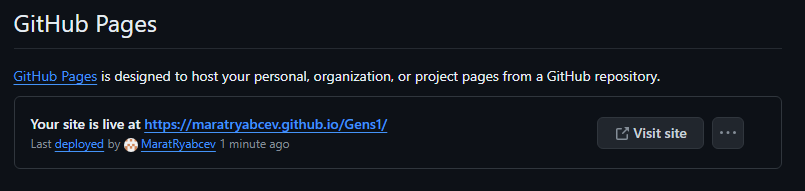 GitHub Pages
GitHub Pages is designed to host your personal, organization, or project pages from a GitHub repository.
Your site is live at https://maratryabcev.github.io/Gens1/
Last deployed by MaratRyabcev 1 minute ago
Visit site